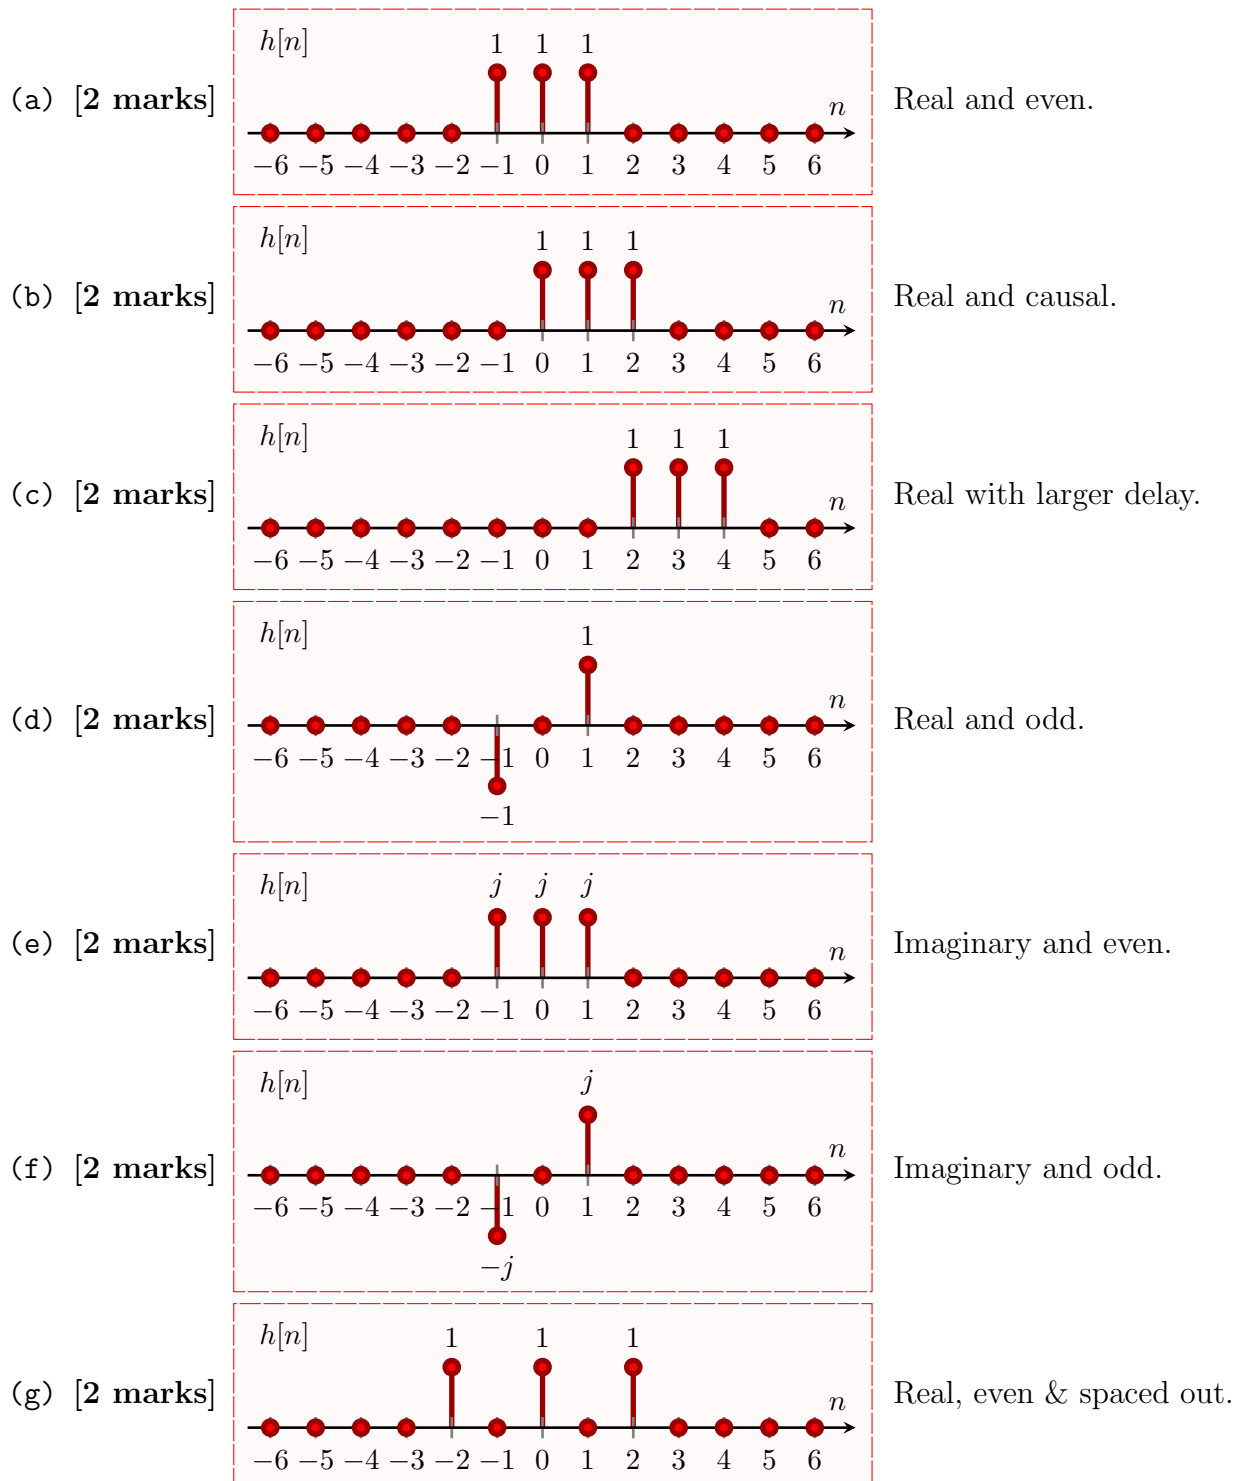 h[n]
1 1 1
(a) [2 marks] n Real and even.
−6 −5 −4 −3 −2 −1 0 1 2 3 4 5 6
h[n]
1 1 1
(b) [2 marks] n Real and causal.
−6 −5 −4 −3 −2 −1 0 1 2 3 4 5 6
h[n]
1 1 1
(c) [2 marks] n Real with larger delay.
−6 −5 −4 −3 −2 −1 0 1 2 3 4 5 6
h[n]
1
(d) [2 marks] n Real and odd.
−6 −5 −4 −3 −2 −1 0 1 2 3 4 5 6
−1
h[n]
j j j
(e) [2 marks] n Imaginary and even.
−6 −5 −4 −3 −2 −1 0 1 2 3 4 5 6
h[n]
j
(f) [2 marks] n Imaginary and odd.
−6 −5 −4 −3 −2 −1 0 1 2 3 4 5 6
−j
h[n]
1 1 1
(g) [2 marks] n Real, even & spaced out.
−6 −5 −4 −3 −2 −1 0 1 2 3 4 5 6